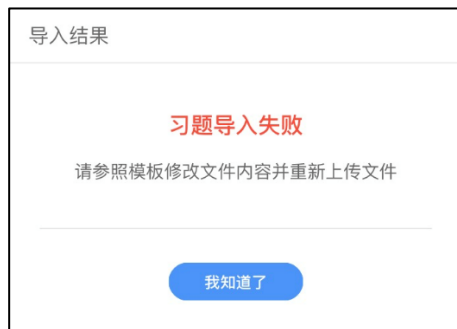 导入结果
习题导入失败
请参照模板修改文件内容并重新上传文件
我知道了